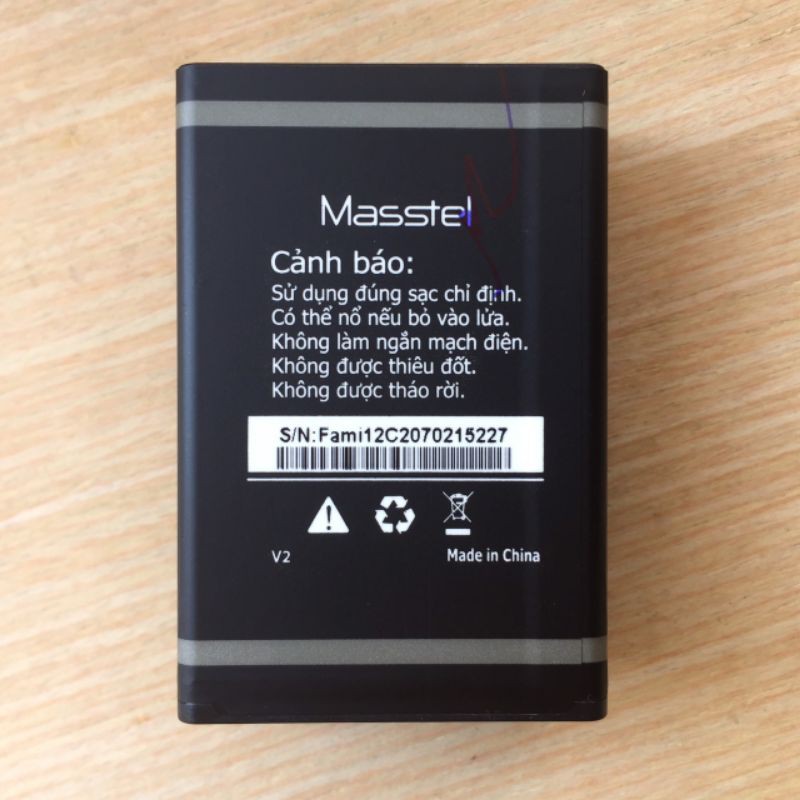 Masstel
Cảnh báo:
Sử dụng đúng sạc chỉ định.
Có thể nổ nếu bỏ vào lửa.
Không làm ngắn mạch điện.
Không được thiêu đốt.
Không được tháo rời.
S/N:Fami12C2070215227
V2 Made in China